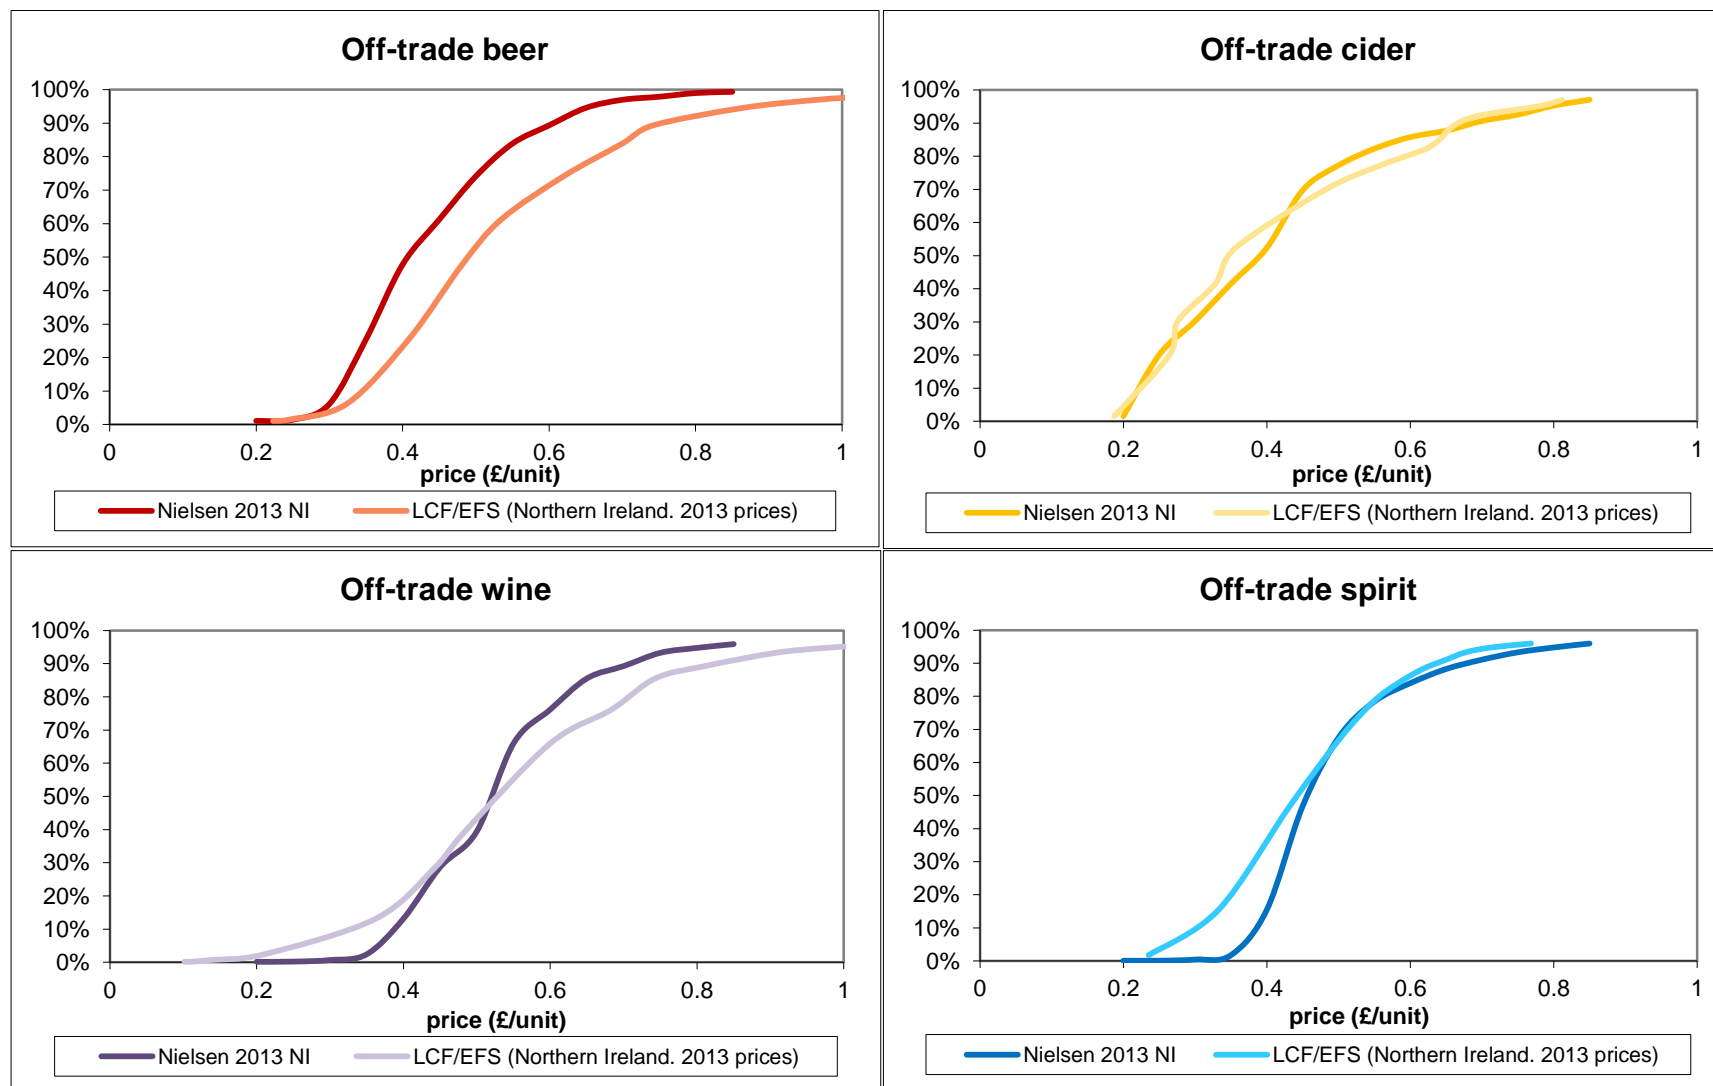 Off-trade beer
100%
90%
80%
70%
60%
50%
40%
30%
20%
10%
0%
0 0.2 0.4 0.6 0.8 1
price (£/unit)
Nielsen 2013 NI LCF/EFS (Northern Ireland. 2013 prices)
Off-trade cider
100%
90%
80%
70%
60%
50%
40%
30%
20%
10%
0%
0 0.2 0.4 0.6 0.8 1
price (£/unit)
Nielsen 2013 NI LCF/EFS (Northern Ireland. 2013 prices)
Off-trade wine
100%
90%
80%
70%
60%
50%
40%
30%
20%
10%
0%
0 0.2 0.4 0.6 0.8 1
price (£/unit)
Nielsen 2013 NI LCF/EFS (Northern Ireland. 2013 prices)
Off-trade spirit
100%
90%
80%
70%
60%
50%
40%
30%
20%
10%
0%
0 0.2 0.4 0.6 0.8 1
price (£/unit)
Nielsen 2013 NI LCF/EFS (Northern Ireland. 2013 prices)